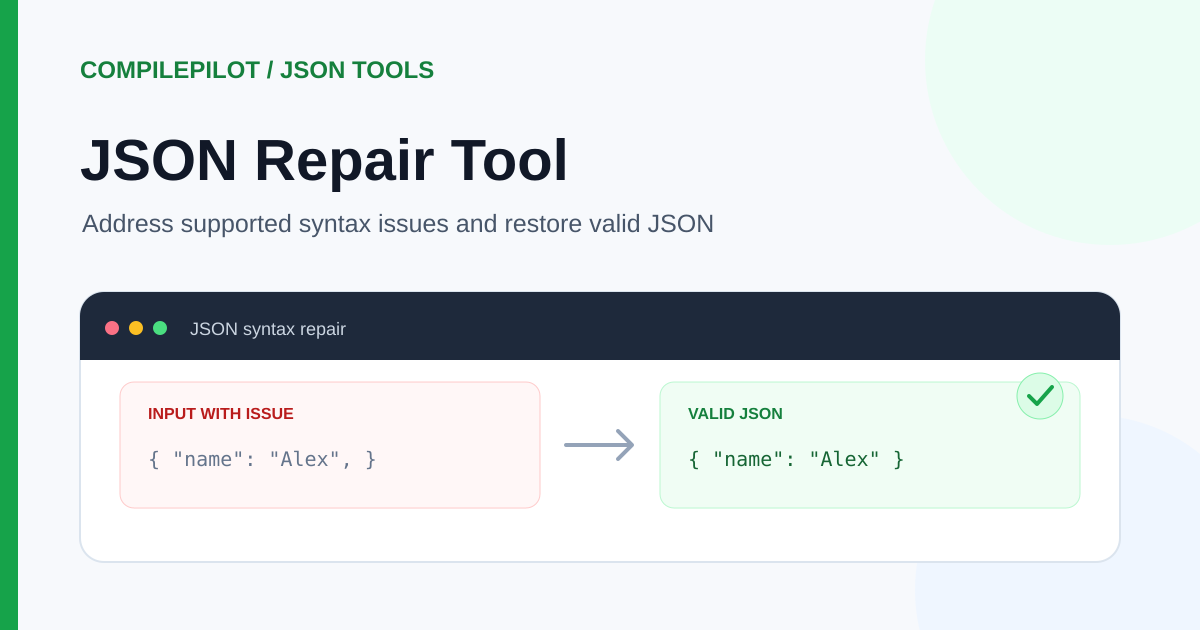 COMPILEPILOT / JSON TOOLS
JSON Repair Tool
Address supported syntax issues and restore valid JSON
JSON syntax repair
INPUT WITH ISSUE
{ "name": "Alex", }
VALID JSON
{ "name": "Alex" }